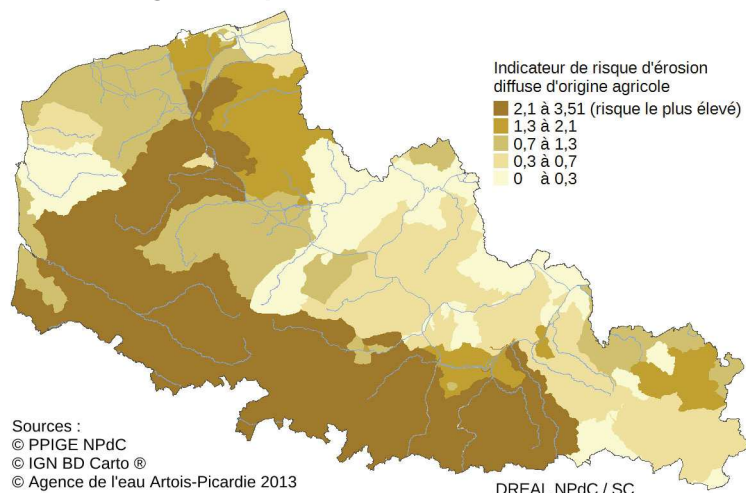 Indicateur de risque d'érosion
diffuse d'origine agricole
2,1 à 3,51 (risque le plus élevé)
1,3 à 2,1
0,7 à 1,3
0,3 à 0,7
0 à 0,3
Sources :
© PPIGE NPdC
© IGN BD Carto ®
© Agence de l'eau Artois-Picardie 2013
DREAL NPdC / SC